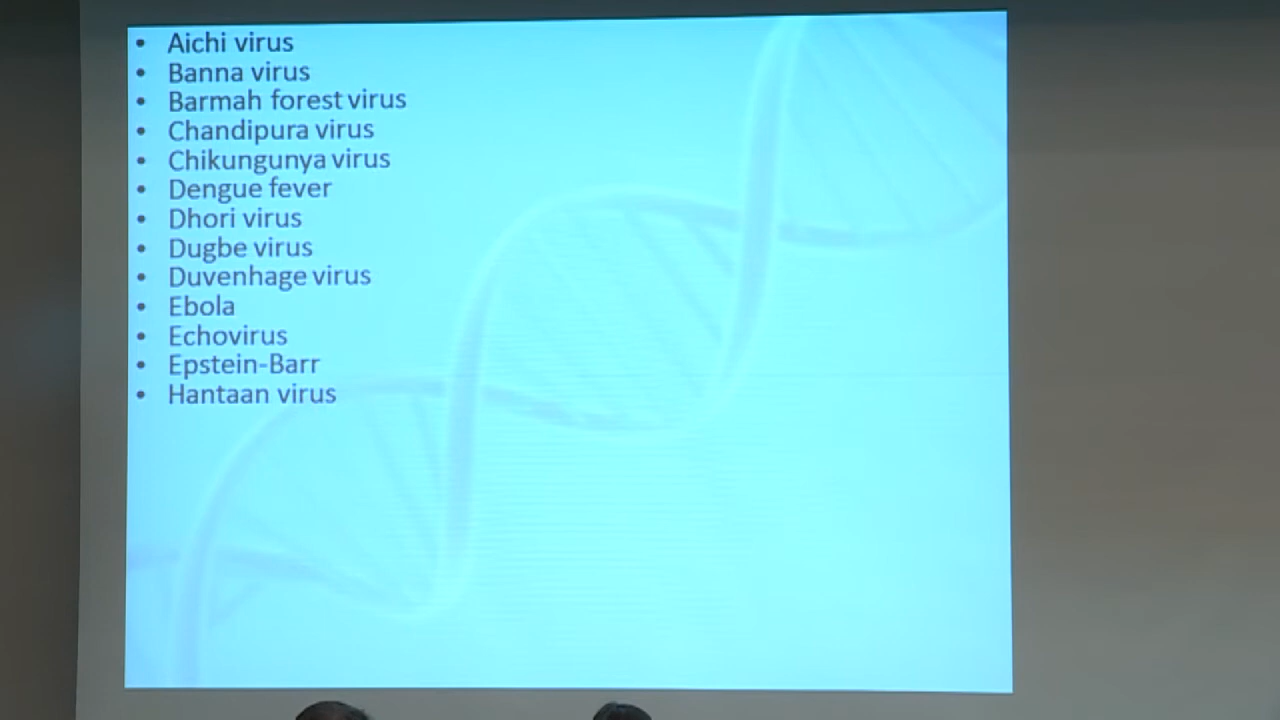 • Aichi virus
• Banna virus
• Barmah forest virus
• Chandipura virus
• Chikungunya virus
• Dengue fever
• Dhori virus
• Dugbe virus
• Duvenhage virus
• Ebola
• Echovirus
• Epstein-Barr
• Hantaan virus